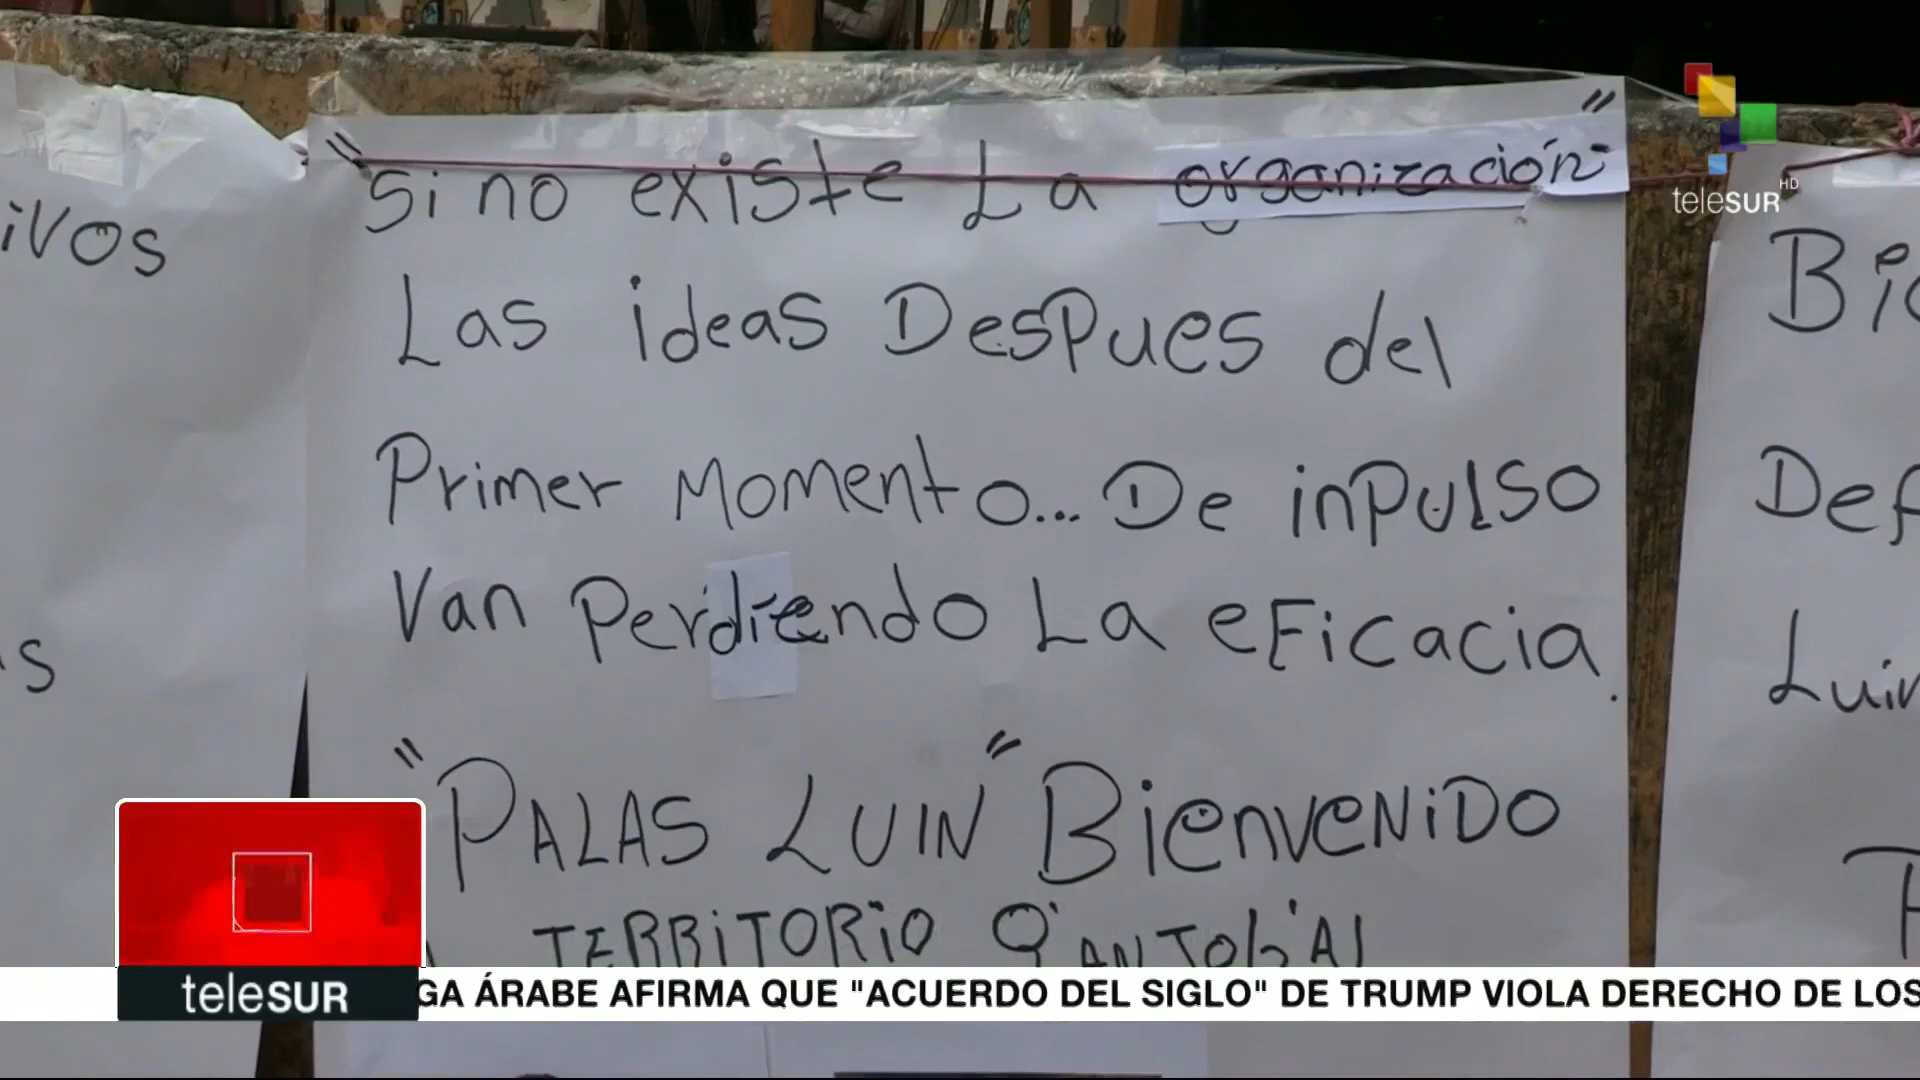 "si no existe La organización"
Las ideas Despues del
Primer Momento... De inpulso
Van Perdiendo La eficacia.
"PALAS LUIN" Bienvenido
TERRITORIO Q'ANTOB'AL
ivos
s
Bi
Def
Luin
teleSUR HD
teleSUR
GA ÁRABE AFIRMA QUE "ACUERDO DEL SIGLO" DE TRUMP VIOLA DERECHO DE LOS